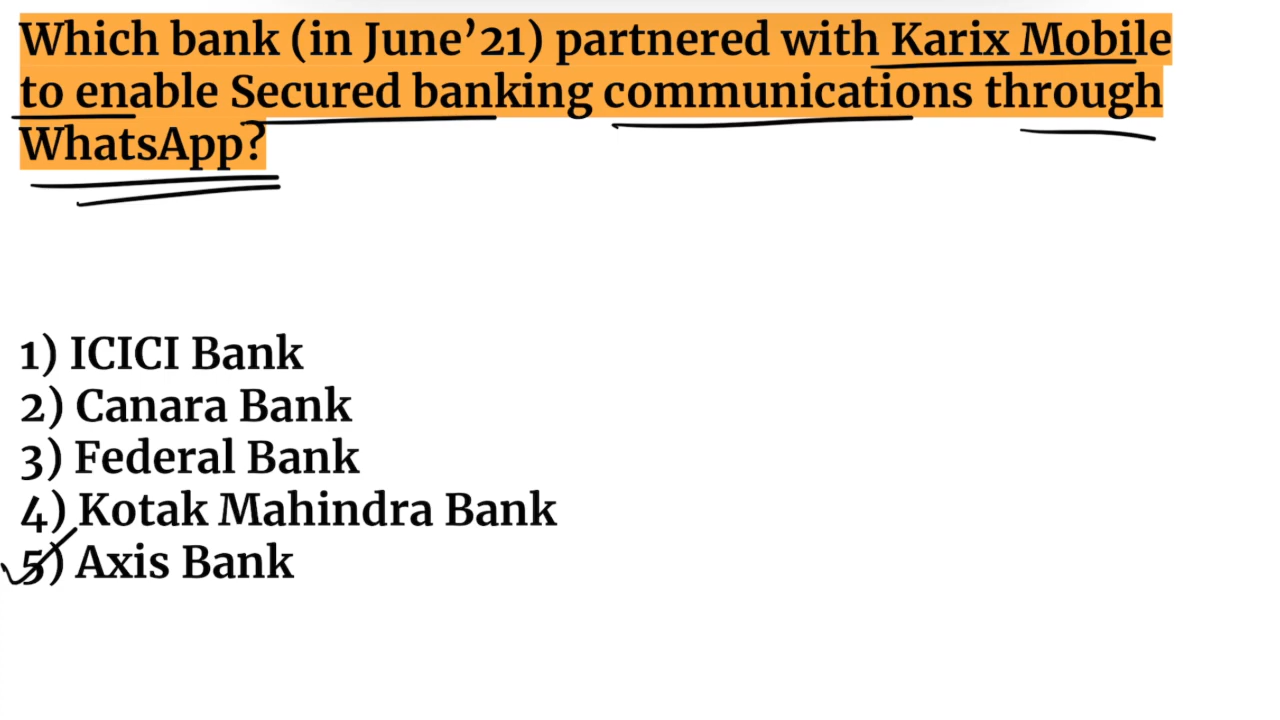 Which bank (in June’21) partnered with Karix Mobile
to enable Secured banking communications through
WhatsApp?
1) ICICI Bank
2) Canara Bank
3) Federal Bank
4) Kotak Mahindra Bank
5) Axis Bank